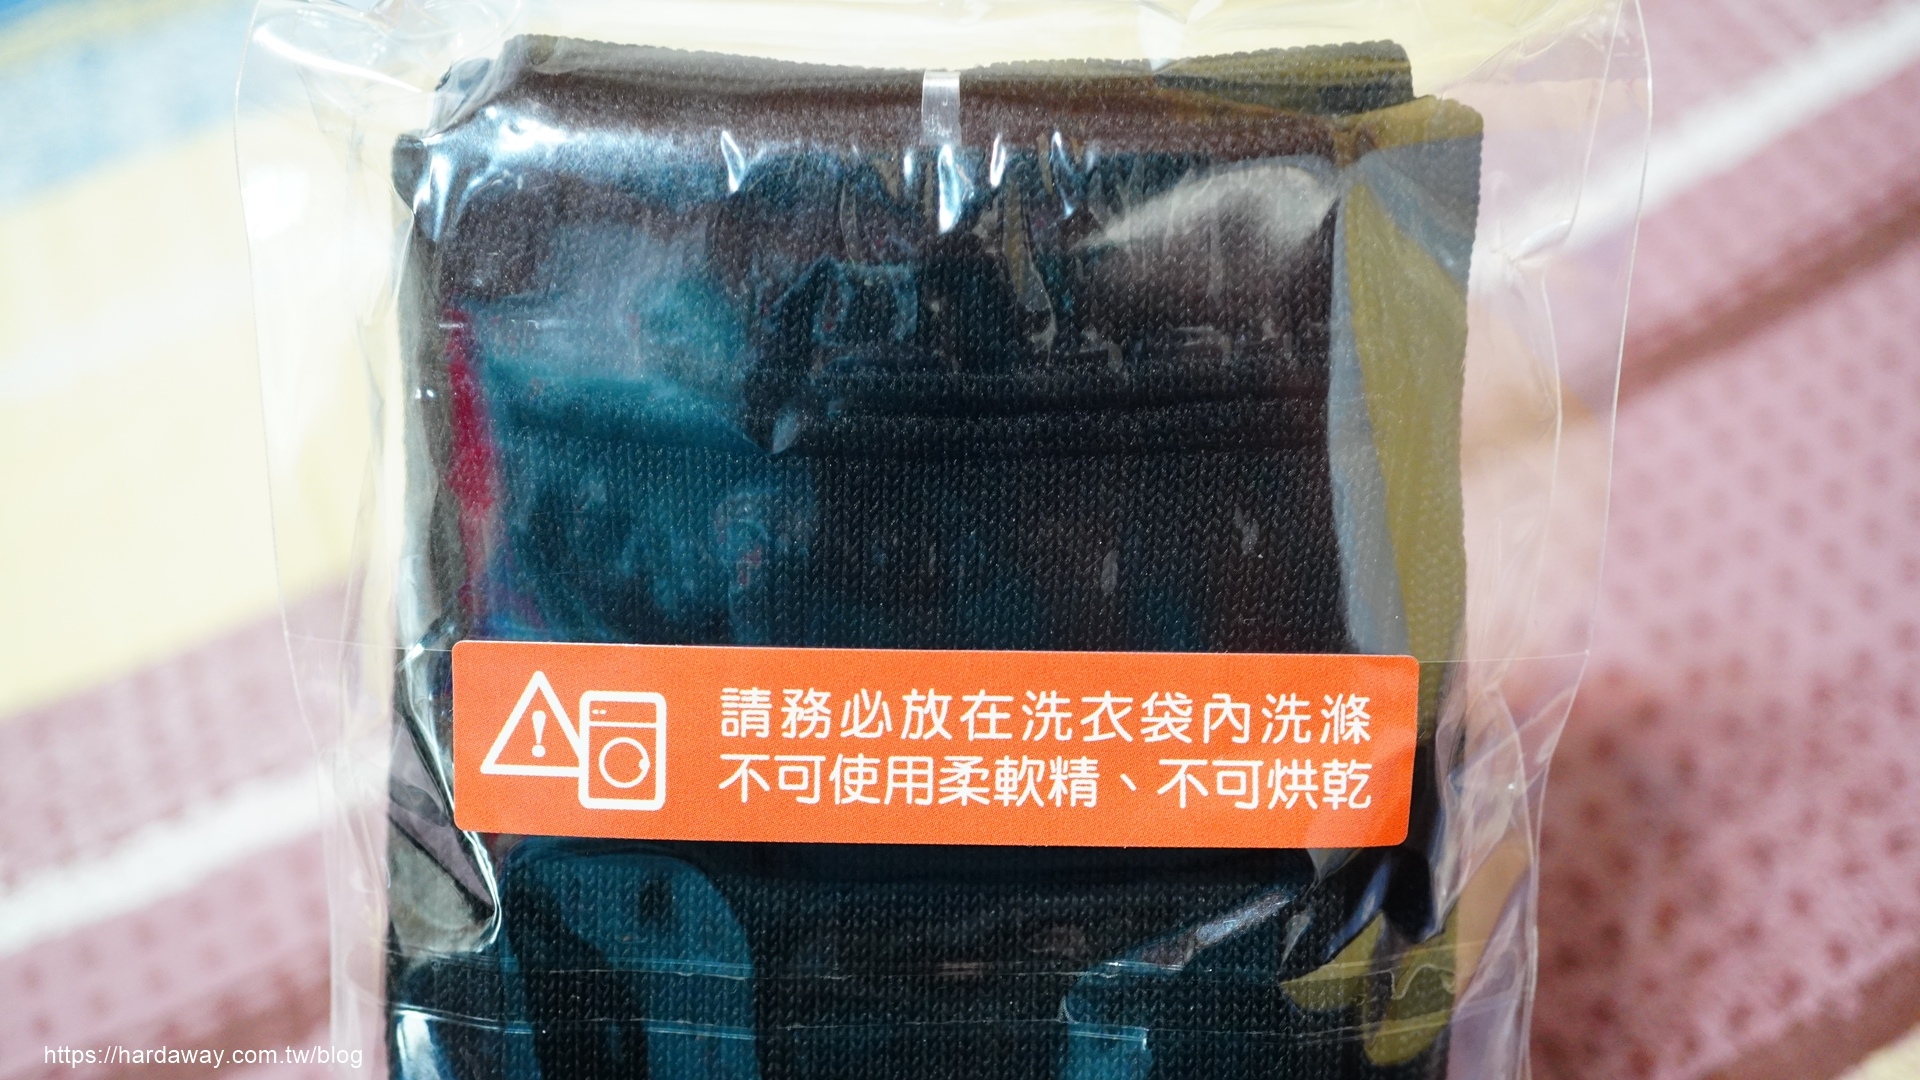 請務必放在洗衣袋內洗滌
不可使用柔軟精、不可烘乾
https://hardaway.com.tw/blog